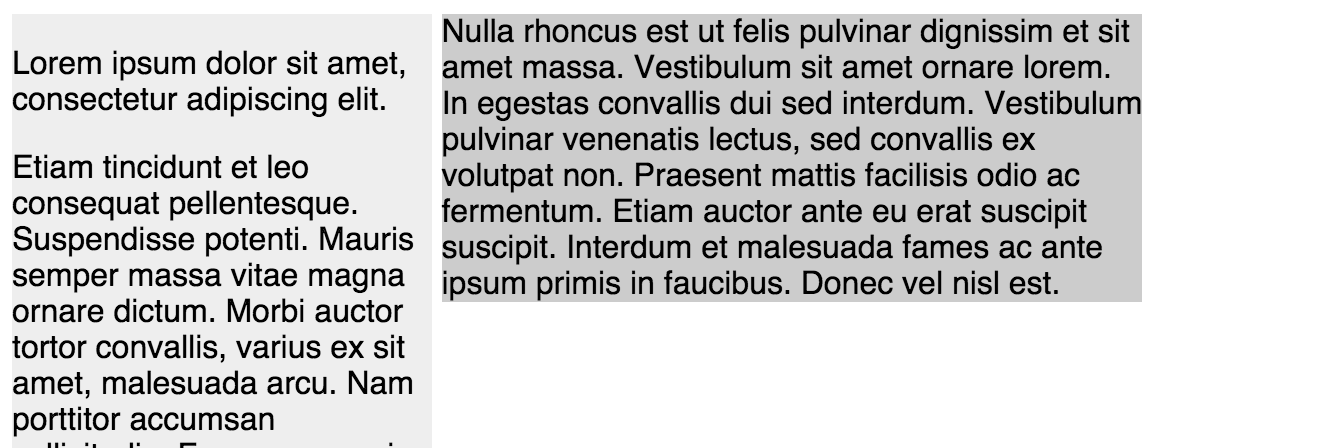 Lorem ipsum dolor sit amet,
consectetur adipiscing elit.
Etiam tincidunt et leo
consequat pellentesque.
Suspendisse potenti. Mauris
semper massa vitae magna
ornare dictum. Morbi auctor
tortor convallis, varius ex sit
amet, malesuada arcu. Nam
porttitor accumsan
Nulla rhoncus est ut felis pulvinar dignissim et sit
amet massa. Vestibulum sit amet ornare lorem.
In egestas convallis dui sed interdum. Vestibulum
pulvinar venenatis lectus, sed convallis ex
volutpat non. Praesent mattis facilisis odio ac
fermentum. Etiam auctor ante eu erat suscipit
suscipit. Interdum et malesuada fames ac ante
ipsum primis in faucibus. Donec vel nisl est.